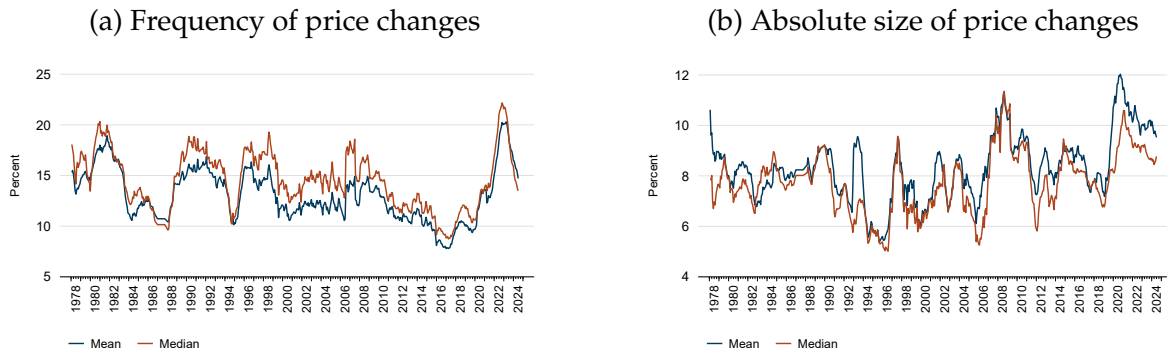 (a) Frequency of price changes
25
20
15
10
5
Percent
1978 1980 1982 1984 1986 1988 1990 1992 1994 1996 1998 2000 2002 2004 2006 2008 2010 2012 2014 2016 2018 2020 2022 2024
Mean Median
(b) Absolute size of price changes
12
10
8
6
4
Percent
1978 1980 1982 1984 1986 1988 1990 1992 1994 1996 1998 2000 2002 2004 2006 2008 2010 2012 2014 2016 2018 2020 2022 2024
Mean Median